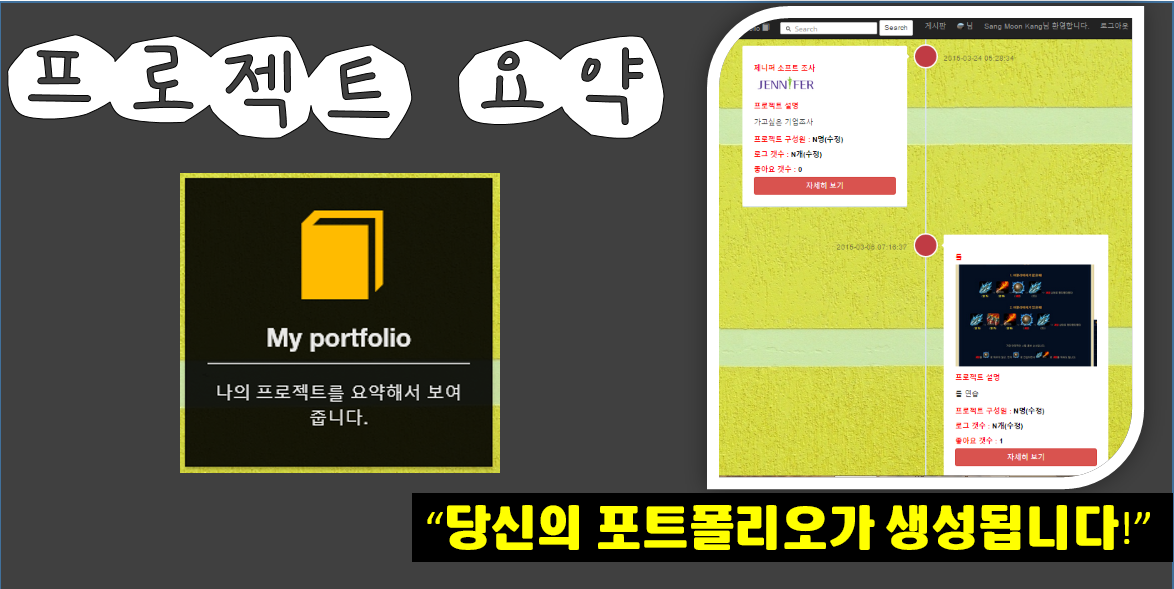 프로젝트 요약
My portfolio
나의 프로젝트를 요약해서 보여
줍니다.
Search
Search
게시판
님
Sang Moon Kang님 환영합니다.
로그아웃
2015-03-24 05:28:34
제니퍼 소프트 조사
JENNIFER
프로젝트 설명
가고싶은 기업조사
프로젝트 구성원 : N명(수정)
로그 갯수 : N개(수정)
좋아요 갯수 : 0
자세히 보기
롤
프로젝트 설명
롤 연습
프로젝트 구성원 : N명(수정)
로그 갯수 : N개(수정)
좋아요 갯수 : 1
자세히 보기
“당신의 포트폴리오가 생성됩니다!”